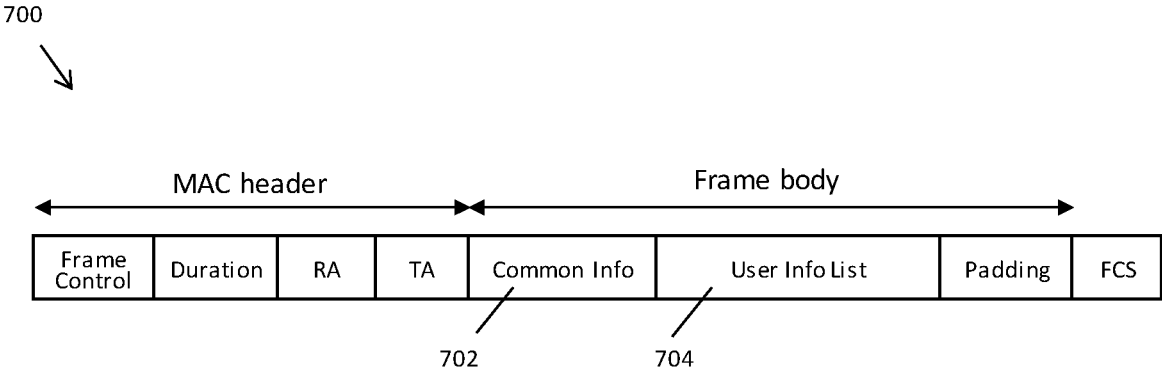 700
MAC header
Frame body
Frame Control
Duration
RA
TA
Common Info
User Info List
Padding
FCS
702
704